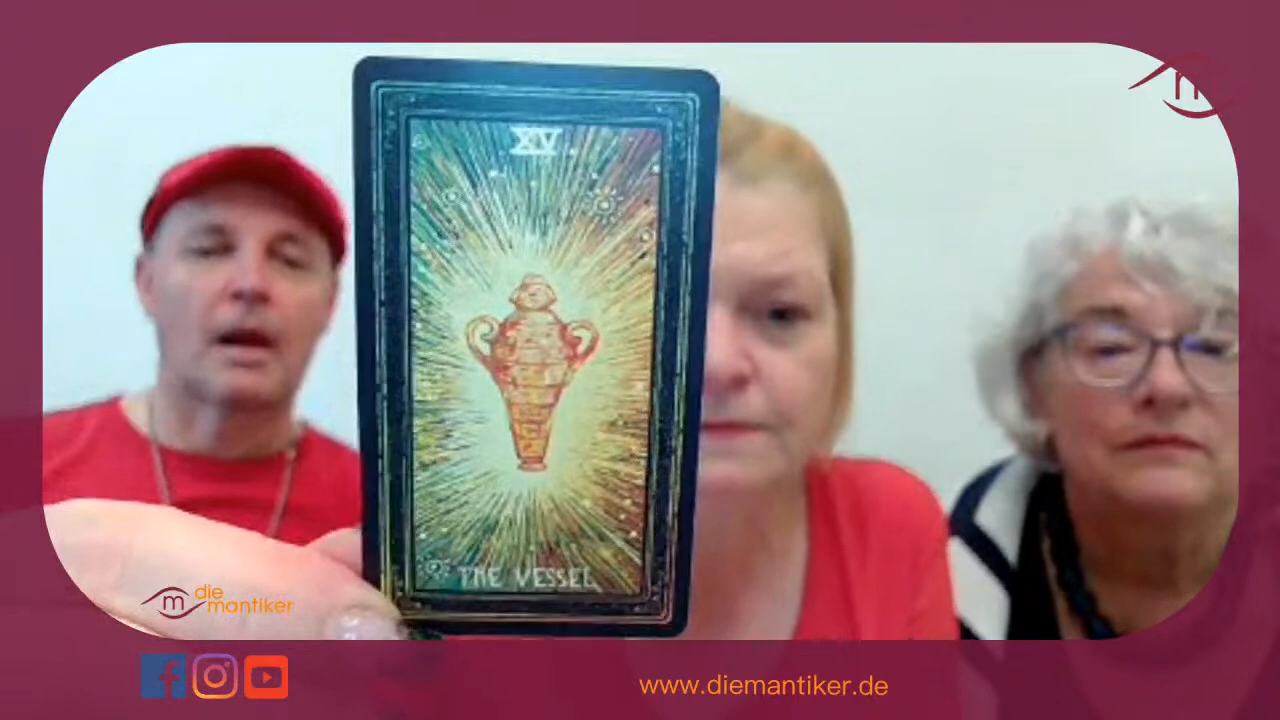 XV
THE VESSEL
m
die
mantiker
www.diemantiker.de